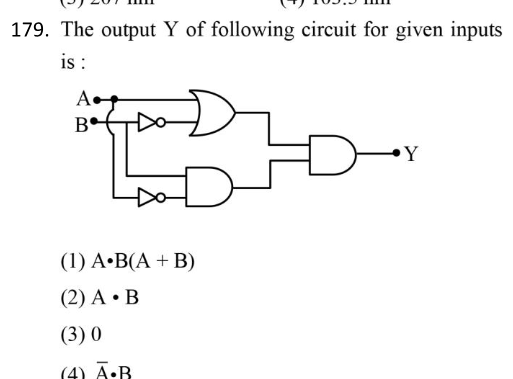 179. The output Y of following circuit for given inputs
is :
A
B
Y
(1) A•B(A + B)
(2) A • B
(3) 0
(4) A̅•B